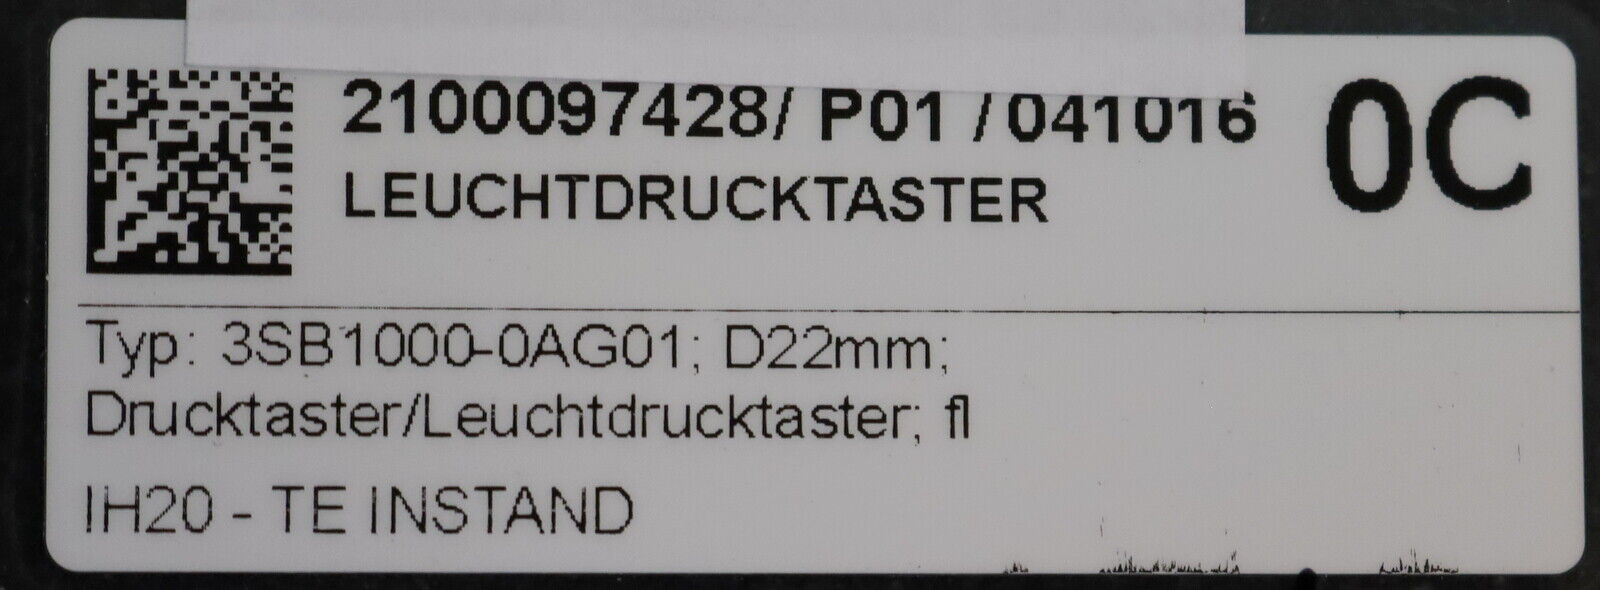 2100097428/ P01 /041016
0C
LEUCHTDRUCKTASTER
Typ: 3SB1000-0AG01; D22mm;
Drucktaster/Leuchtdrucktaster; fl
IH20 - TE INSTAND